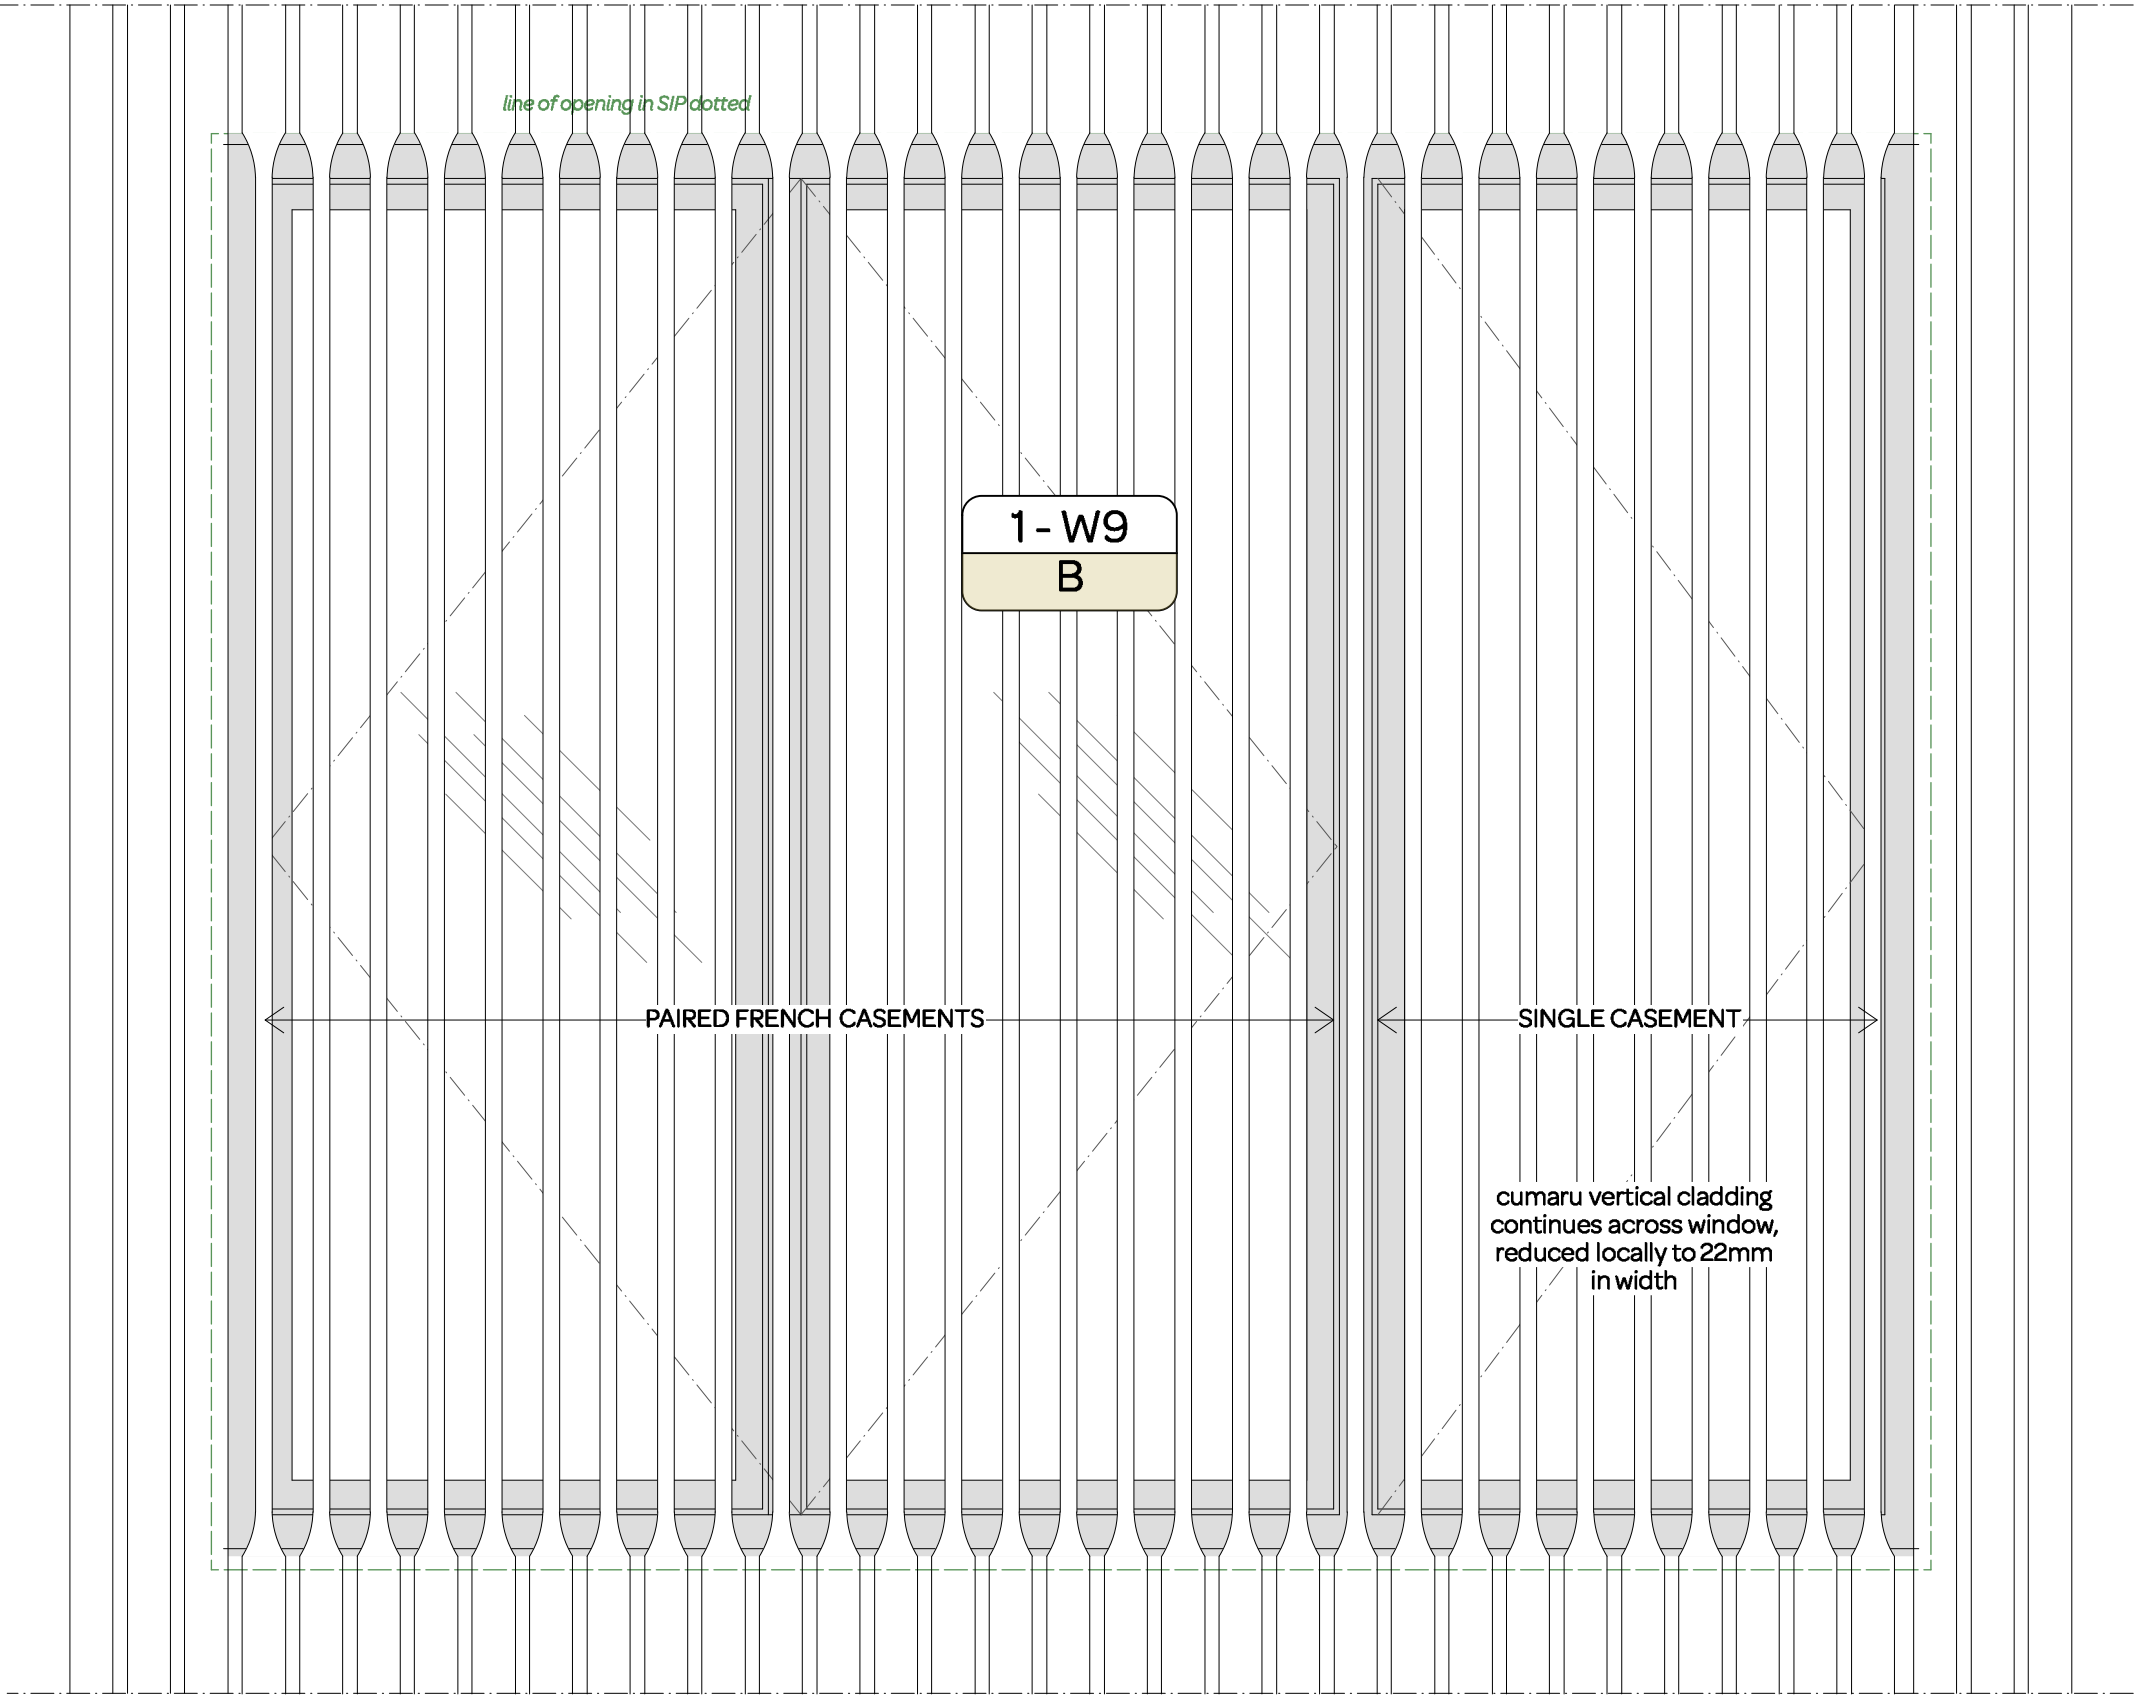 line of opening in SIP dotted
1 - W9
B
PAIRED FRENCH CASEMENTS
SINGLE CASEMENT
cumaru vertical cladding
continues across window,
reduced locally to 22mm
in width